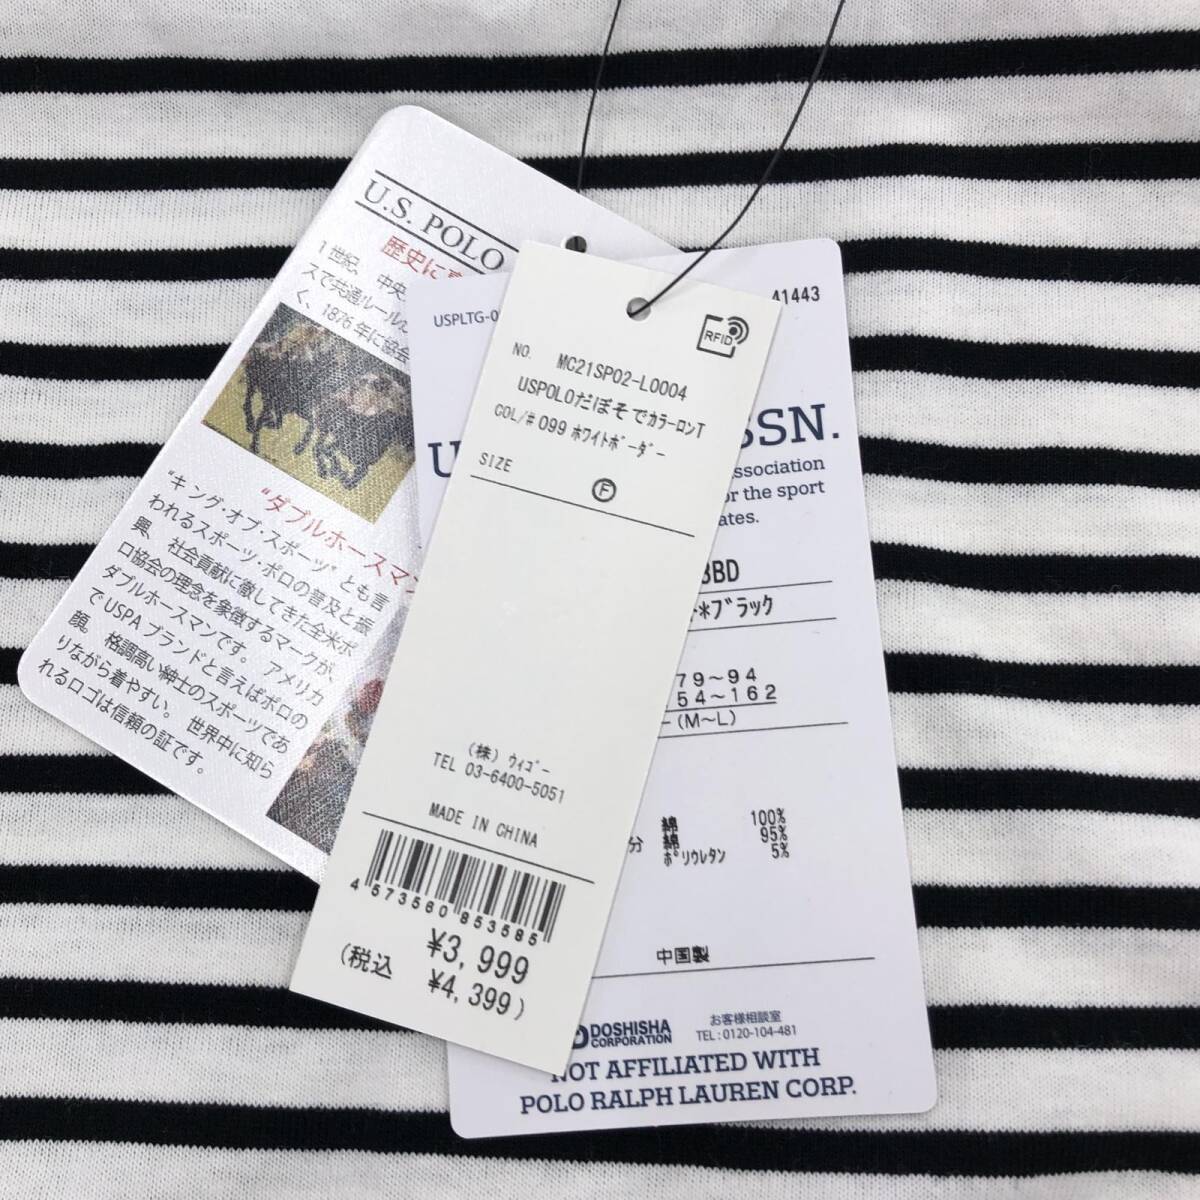 U.S. POLO
歴史に
1世紀、中央
スで共通ルール
く、1876年に協会
"ダブルホースマン
"キング・オブ・スポーツ"とも言
われるスポーツ・ポロの普及と振
興、社会貢献に徹してきた全米ポ
ロ協会の理念を象徴するマークが、
ダブルホースマンです。アメリカ
でUSPAブランドと言えばポロの
顔。格調高い紳士のスポーツであ
りながら着やすい。世界中に知ら
れるロゴは信頼の証です。
RFID
NO. MC21SP02-L0004
USPOLOだぼそでカラーロンT
COL/# 099 ホワイトボーダー
SIZE
F
(株) ウィゴー
TEL 03-6400-5051
MADE IN CHINA
4573560853585
¥3,999
(税込 ¥4,399)
USPLTG-0
41443
U
SSN.
ssociation
or the sport
ates.
BBD
*ブラック
79〜94
54〜162
(M〜L)
綿 100%
分 綿 95%
ポリウレタン 5%
中国製
DOSHISHA
CORPORATION
お客様相談室
TEL:0120-104-481
NOT AFFILIATED WITH
POLO RALPH LAUREN CORP.